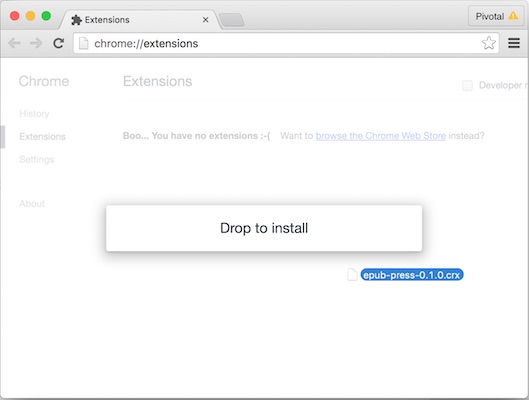 Extensions
Pivotal
chrome://extensions
Chrome
Extensions
Developer
History
Boo... You have no extensions :-( Want to browse the Chrome Web Store instead?
Extensions
Settings
About
Drop to install
epub-press-0.1.0.crx